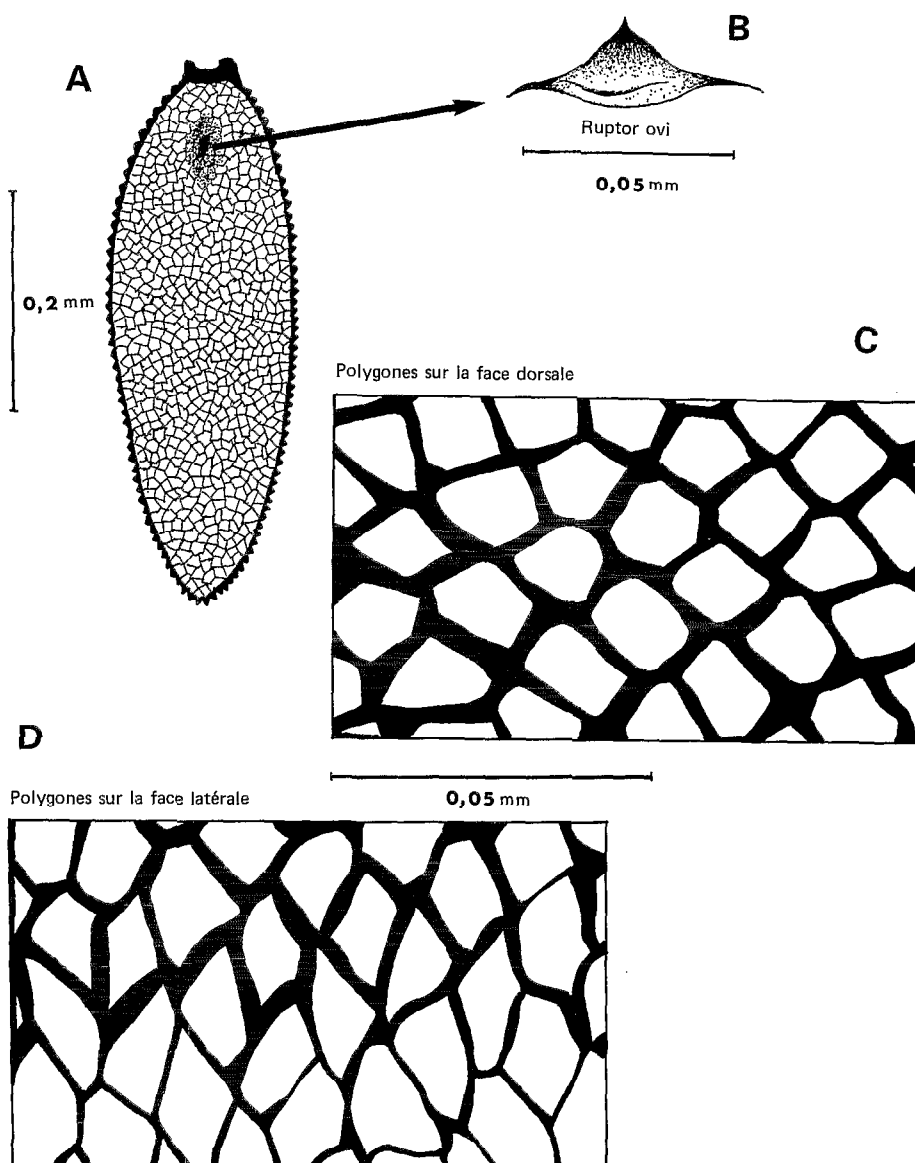 A
B
Ruptor ovi
0,05 mm
0,2 mm
C
Polygones sur la face dorsale
D
0,05 mm
Polygones sur la face latérale